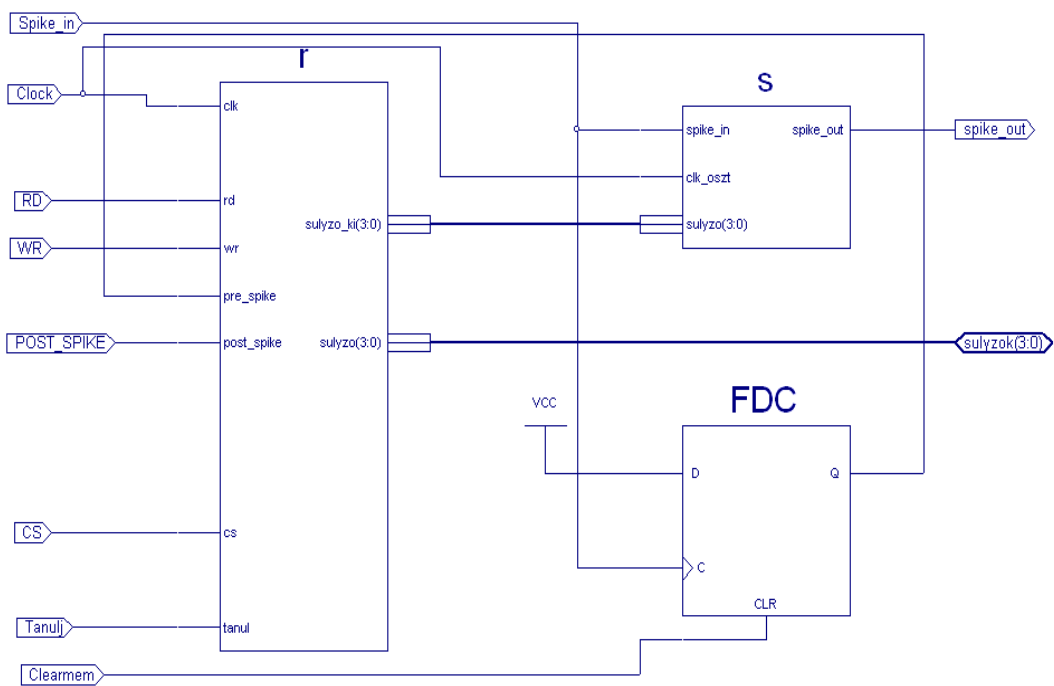 Spike_in
r
Clock
clk
s
spike_in
spike_out
spike_out
clk_oszt
RD
rd
sulyzo_ki(3:0)
sulyzo(3:0)
WR
wr
pre_spike
POST_SPIKE
post_spike
sulyzo(3:0)
sulyzok(3:0)
VCC
FDC
D
Q
CS
cs
C
CLR
Tanulj
tanul
Clearmem